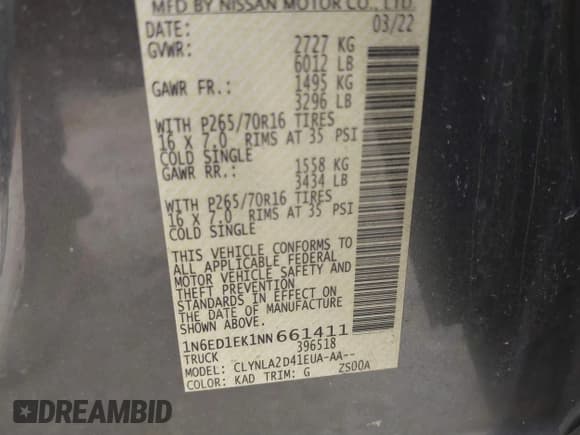 MFD BY NISSAN MOTOR CO., LTD.
DATE: 03/22
GVWR: 2727 KG
6012 LB
GAWR FR.: 1495 KG
3296 LB
WITH P265/70R16 TIRES
16 X 7.0 RIMS AT 35 PSI
COLD SINGLE
GAWR RR.: 1558 KG
3434 LB
WITH P265/70R16 TIRES
16 X 7.0 RIMS AT 35 PSI
COLD SINGLE
THIS VEHICLE CONFORMS TO
ALL APPLICABLE FEDERAL
MOTOR VEHICLE SAFETY AND
THEFT PREVENTION
STANDARDS IN EFFECT ON
THE DATE OF MANUFACTURE
SHOWN ABOVE.
1N6ED1EK1NN661411
TRUCK 396518
MODEL: CLYNLA2D41EUA-AA--
COLOR: KAD TRIM: G ZS00A
DREAMBID